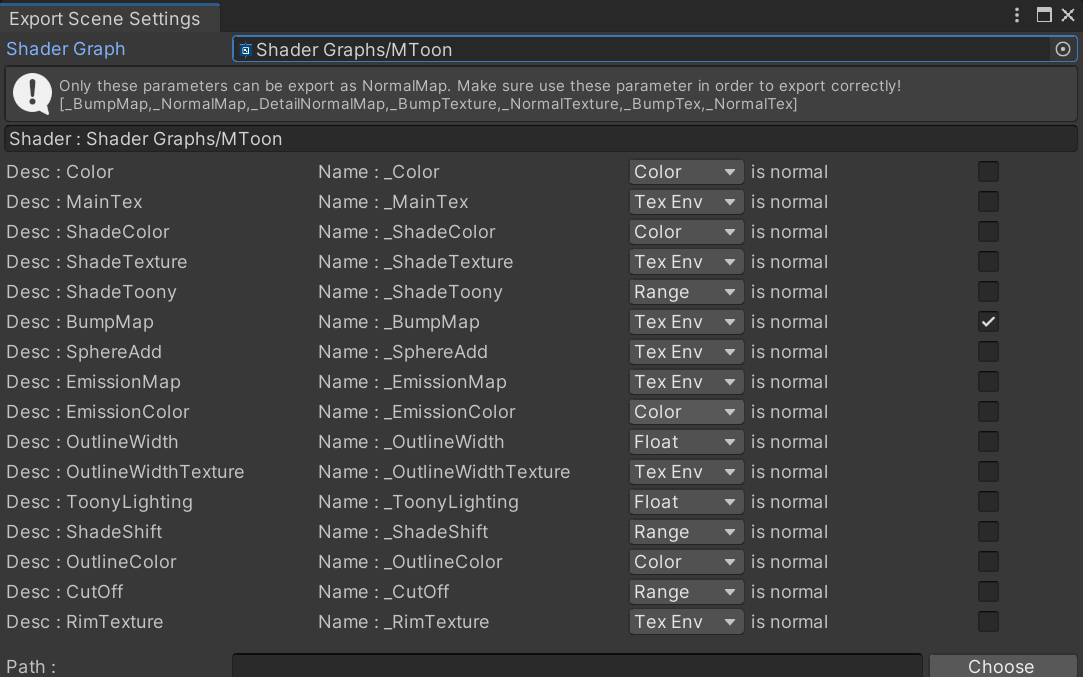 Export Scene Settings
Shader Graph Shader Graphs/MToon
Only these parameters can be export as NormalMap. Make sure use these parameter in order to export correctly!
[_BumpMap,_NormalMap,_DetailNormalMap,_BumpTexture,_NormalTexture,_BumpTex,_NormalTex]
Shader : Shader Graphs/MToon
Desc : Color Name : _Color Color is normal
Desc : MainTex Name : _MainTex Tex Env is normal
Desc : ShadeColor Name : _ShadeColor Color is normal
Desc : ShadeTexture Name : _ShadeTexture Tex Env is normal
Desc : ShadeToony Name : _ShadeToony Range is normal
Desc : BumpMap Name : _BumpMap Tex Env is normal
Desc : SphereAdd Name : _SphereAdd Tex Env is normal
Desc : EmissionMap Name : _EmissionMap Tex Env is normal
Desc : EmissionColor Name : _EmissionColor Color is normal
Desc : OutlineWidth Name : _OutlineWidth Float is normal
Desc : OutlineWidthTexture Name : _OutlineWidthTexture Tex Env is normal
Desc : ToonyLighting Name : _ToonyLighting Float is normal
Desc : ShadeShift Name : _ShadeShift Range is normal
Desc : OutlineColor Name : _OutlineColor Color is normal
Desc : CutOff Name : _CutOff Range is normal
Desc : RimTexture Name : _RimTexture Tex Env is normal
Path : Choose